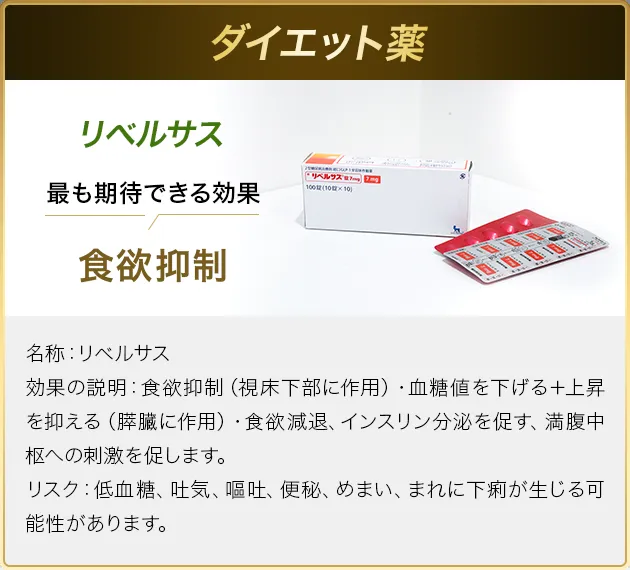 ダイエット薬
リベルサス
最も期待できる効果
食欲抑制
リベルサス錠7mg 7mg
100錠(10錠×10)
名称：リベルサス
効果の説明：食欲抑制（視床下部に作用）・血糖値を下げる＋上昇
を抑える（膵臓に作用）・食欲減退、インスリン分泌を促す、満腹中
枢への刺激を促します。
リスク：低血糖、吐気、嘔吐、便秘、めまい、まれに下痢が生じる可
能性があります。